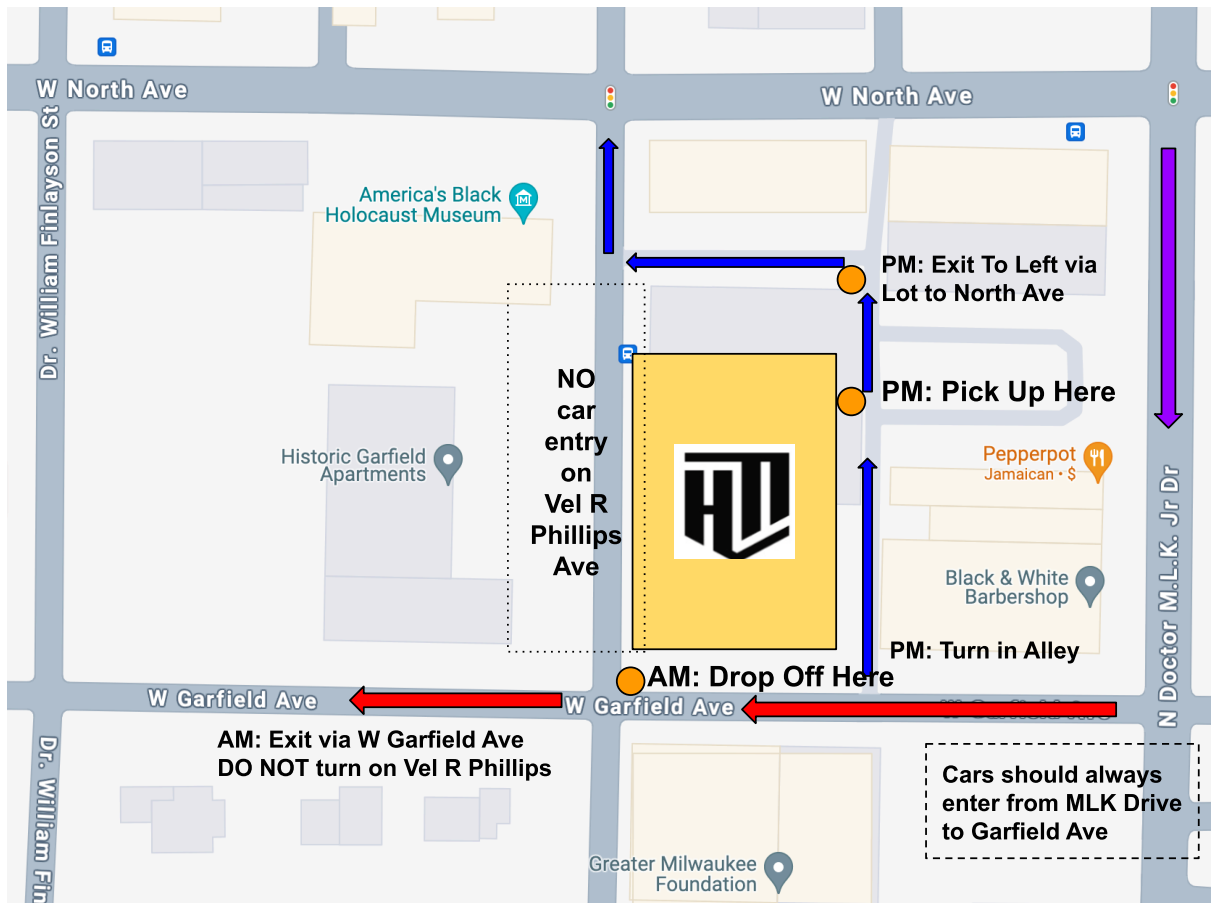 W North Ave
W North Ave
Dr. William Finlayson St
America's Black
Holocaust Museum
PM: Exit To Left via
Lot to North Ave
NO
car
entry
on
Vel R
Phillips
Ave
PM: Pick Up Here
Historic Garfield
Apartments
Pepperpot
Jamaican • $
N Doctor M.L.K. Jr Dr
Black & White
Barbershop
PM: Turn in Alley
AM: Drop Off Here
W Garfield Ave
W Garfield Ave
W Garfield Ave
AM: Exit via W Garfield Ave
DO NOT turn on Vel R Phillips
Dr. William Fin
Cars should always
enter from MLK Drive
to Garfield Ave
Greater Milwaukee
Foundation